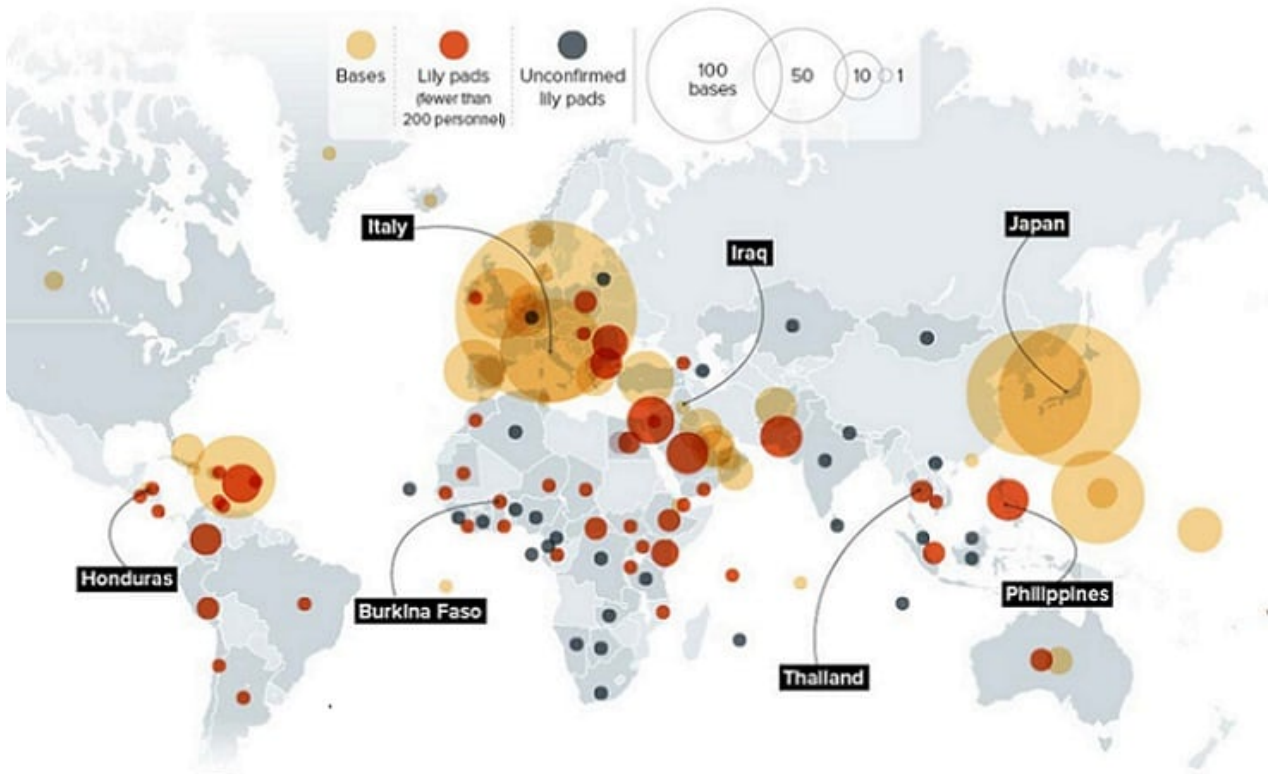 Bases
Lily pads
(fewer than
200 personnel)
Unconfirmed
lily pads
100
bases
50
10
1
Italy
Iraq
Japan
Honduras
Burkina Faso
Thailand
Philippines